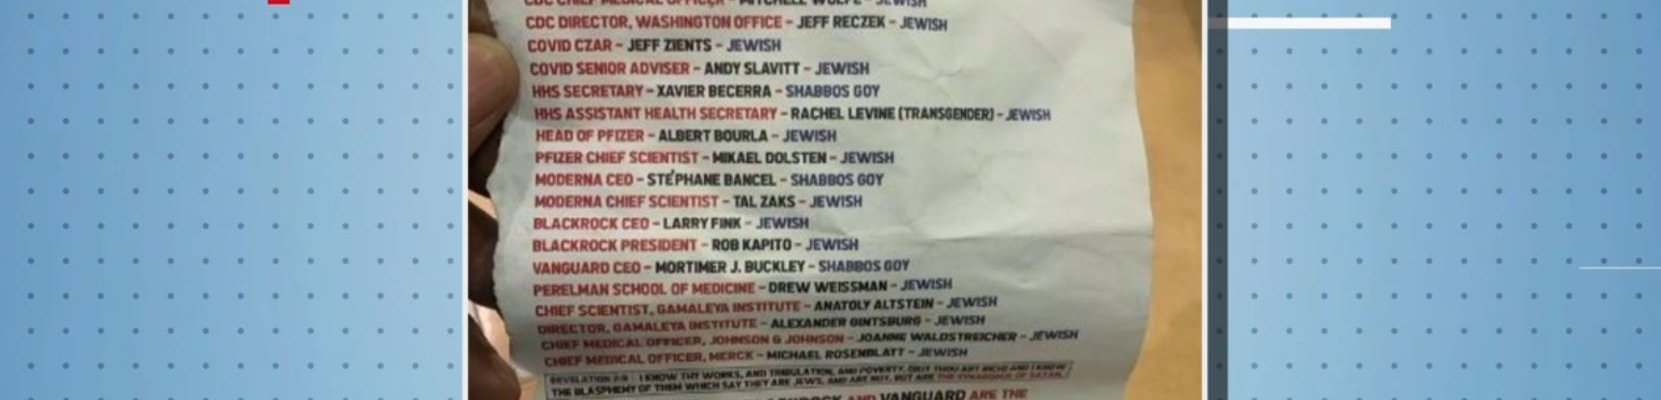 CDC CHIEF MEDICAL OFFICER - MITCHELL WOLFE - JEWISH
CDC DIRECTOR, WASHINGTON OFFICE - JEFF RECZEK - JEWISH
COVID CZAR - JEFF ZIENTS - JEWISH
COVID SENIOR ADVISER - ANDY SLAVITT - JEWISH
HHS SECRETARY - XAVIER BECERRA - SHABBOS GOY
HHS ASSISTANT HEALTH SECRETARY - RACHEL LEVINE (TRANSGENDER) - JEWISH
HEAD OF PFIZER - ALBERT BOURLA - JEWISH
PFIZER CHIEF SCIENTIST - MIKAEL DOLSTEN - JEWISH
MODERNA CEO - STÉPHANE BANCEL - SHABBOS GOY
MODERNA CHIEF SCIENTIST - TAL ZAKS - JEWISH
BLACKROCK CEO - LARRY FINK - JEWISH
BLACKROCK PRESIDENT - ROB KAPITO - JEWISH
VANGUARD CEO - MORTIMER J. BUCKLEY - SHABBOS GOY
PERELMAN SCHOOL OF MEDICINE - DREW WEISSMAN - JEWISH
CHIEF SCIENTIST, GAMALEYA INSTITUTE - ANATOLY ALTSTEIN - JEWISH
DIRECTOR, GAMALEYA INSTITUTE - ALEXANDER GINTSBURG - JEWISH
CHIEF MEDICAL OFFICER, JOHNSON & JOHNSON - JOANNE WALDSTREICHER - JEWISH
CHIEF MEDICAL OFFICER, MERCK - MICHAEL ROSENBLATT - JEWISH
REVELATION 2:9 I KNOW THY WORKS, AND TRIBULATION, AND POVERTY, (BUT THOU ART RICH) AND I KNOW
THE BLASPHEMY OF THEM WHICH SAY THEY ARE JEWS, AND ARE NOT, BUT ARE THE SYNAGOGUE OF SATAN.
AND VANGUARD ARE THE